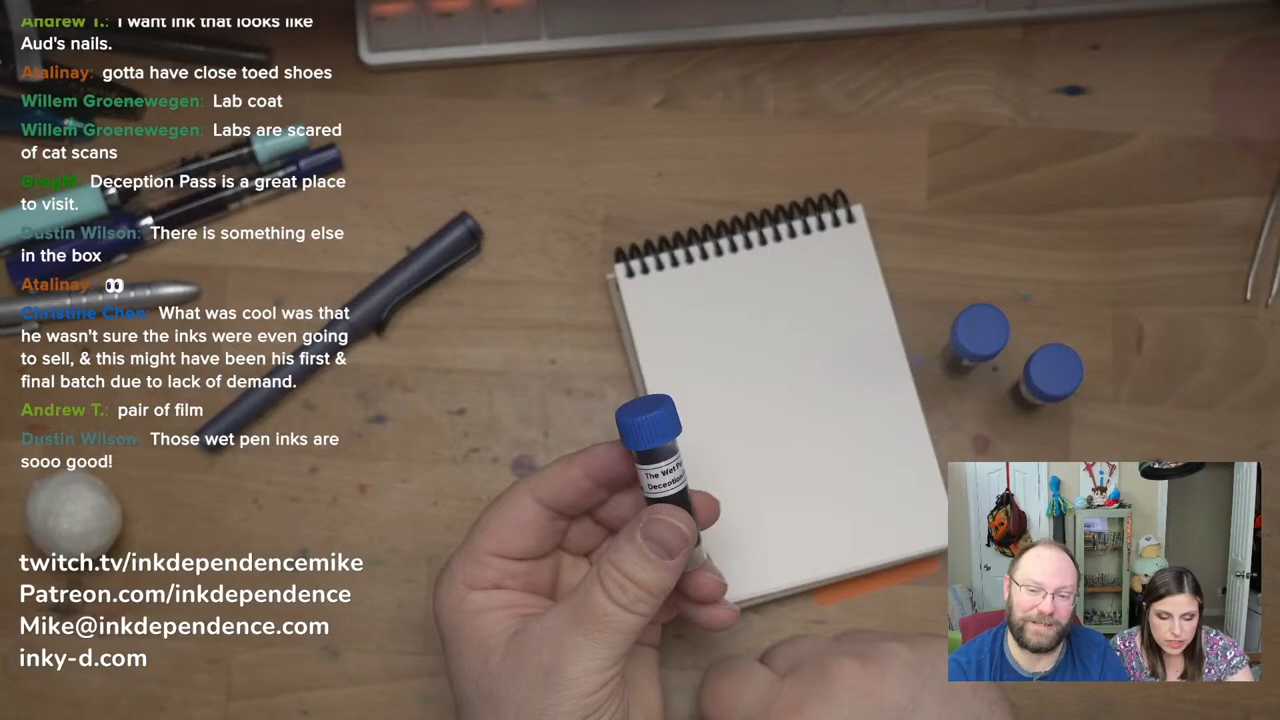 Andrew T.: I want ink that looks like
Aud's nails.
Atalinay: gotta have close toed shoes
Willem Groenewegen: Lab coat
Willem Groenewegen: Labs are scared
of cat scans
GregM: Deception Pass is a great place
to visit.
Dustin Wilson: There is something else
in the box
Atalinay: 👀
Christine Chen: What was cool was that
he wasn't sure the inks were even going
to sell, & this might have been his first &
final batch due to lack of demand.
Andrew T.: pair of film
Dustin Wilson: Those wet pen inks are
sooo good!
The Wet
Deception
twitch.tv/inkdependencemike
Patreon.com/inkdependence
Mike@inkdependence.com
inky-d.com